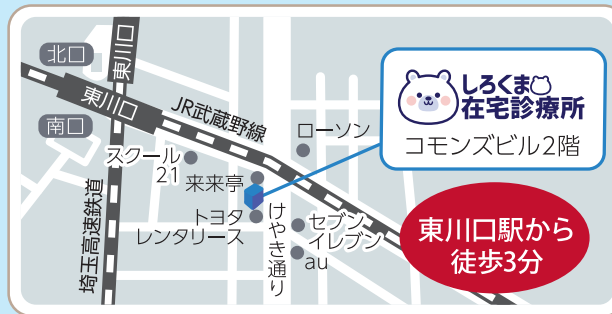 北口
東川口
東川口
南口
JR武蔵野線
ローソン
スクール
21
来来亭
トヨタ
レンタリース
けやき通り
セブン
イレブン
au
埼玉高速鉄道
しろくま
在宅診療所
コモンズビル2階
東川口駅から
徒歩3分